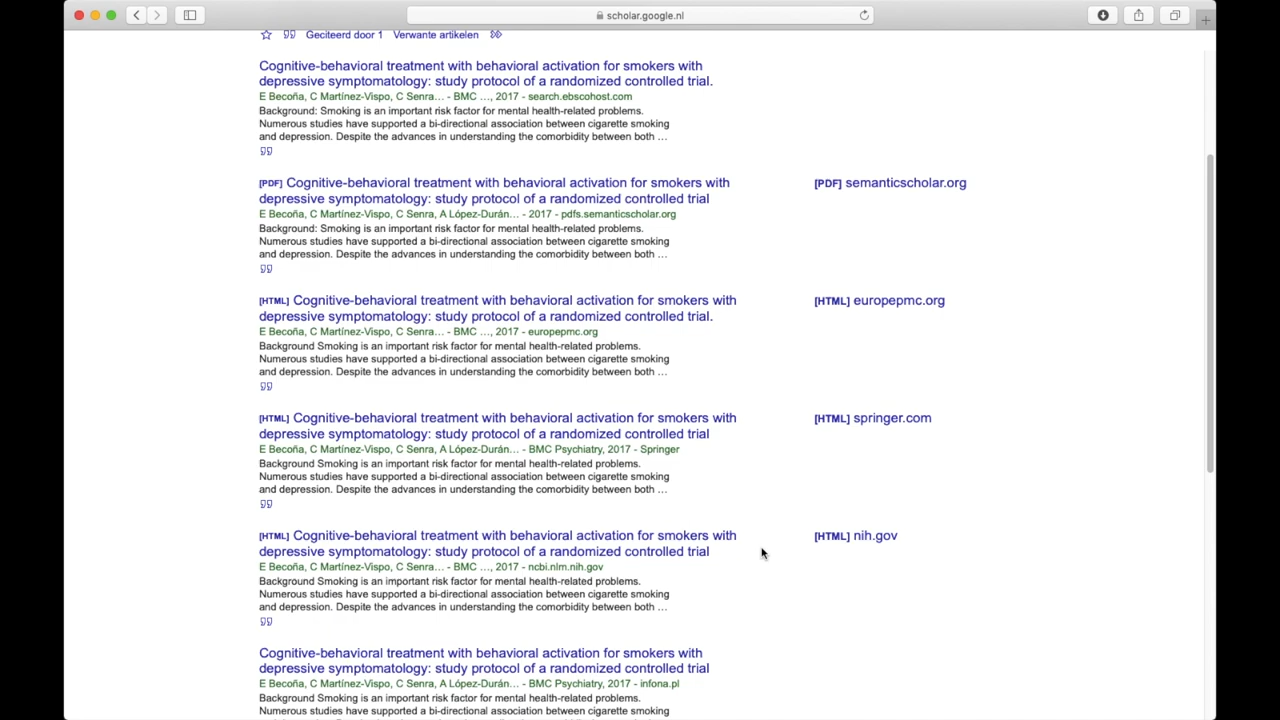 scholar.google.nl
Geciteerd door 1 Verwante artikelen
Cognitive-behavioral treatment with behavioral activation for smokers with
depressive symptomatology: study protocol of a randomized controlled trial.
E Becoña, C Martínez-Vispo, C Senra… - BMC …, 2017 - search.ebscohost.com
Background: Smoking is an important risk factor for mental health-related problems.
Numerous studies have supported a bi-directional association between cigarette smoking
and depression. Despite the advances in understanding the comorbidity between both …
[PDF] Cognitive-behavioral treatment with behavioral activation for smokers with
depressive symptomatology: study protocol of a randomized controlled trial
[PDF] semanticscholar.org
E Becoña, C Martínez-Vispo, C Senra, A López-Durán… - 2017 - pdfs.semanticscholar.org
Background: Smoking is an important risk factor for mental health-related problems.
Numerous studies have supported a bi-directional association between cigarette smoking
and depression. Despite the advances in understanding the comorbidity between both …
[HTML] Cognitive-behavioral treatment with behavioral activation for smokers with
depressive symptomatology: study protocol of a randomized controlled trial.
[HTML] europepmc.org
E Becoña, C Martínez-Vispo, C Senra… - BMC …, 2017 - europepmc.org
Background Smoking is an important risk factor for mental health-related problems.
Numerous studies have supported a bi-directional association between cigarette smoking
and depression. Despite the advances in understanding the comorbidity between both …
[HTML] Cognitive-behavioral treatment with behavioral activation for smokers with
depressive symptomatology: study protocol of a randomized controlled trial
[HTML] springer.com
E Becoña, C Martínez-Vispo, C Senra, A López-Durán… - BMC Psychiatry, 2017 - Springer
Background Smoking is an important risk factor for mental health-related problems.
Numerous studies have supported a bi-directional association between cigarette smoking
and depression. Despite the advances in understanding the comorbidity between both …
[HTML] Cognitive-behavioral treatment with behavioral activation for smokers with
depressive symptomatology: study protocol of a randomized controlled trial
[HTML] nih.gov
E Becoña, C Martínez-Vispo, C Senra… - BMC …, 2017 - ncbi.nlm.nih.gov
Background Smoking is an important risk factor for mental health-related problems.
Numerous studies have supported a bi-directional association between cigarette smoking
and depression. Despite the advances in understanding the comorbidity between both …
Cognitive-behavioral treatment with behavioral activation for smokers with
depressive symptomatology: study protocol of a randomized controlled trial
E Becoña, C Martínez-Vispo, C Senra, A López-Durán… - BMC Psychiatry, 2017 - infona.pl
Background Smoking is an important risk factor for mental health-related problems.
Numerous studies have supported a bi-directional association between cigarette smoking